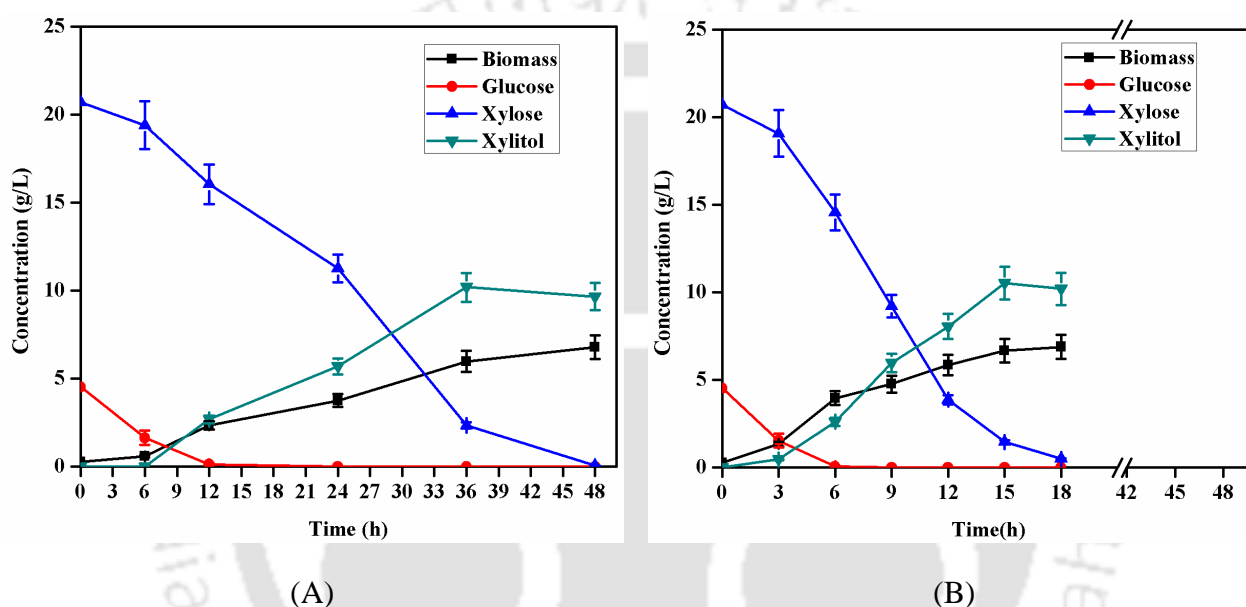 25
20
15
10
5
0
Concentration (g/L)
Biomass
Glucose
Xylose
Xylitol
0 3 6 9 12 15 18 21 24 27 30 33 36 39 42 45 48
Time (h)
(A)
25
20
15
10
5
0
Concentration (g/L)
Biomass
Glucose
Xylose
Xylitol
0 3 6 9 12 15 18 42 45 48
Time(h)
(B)